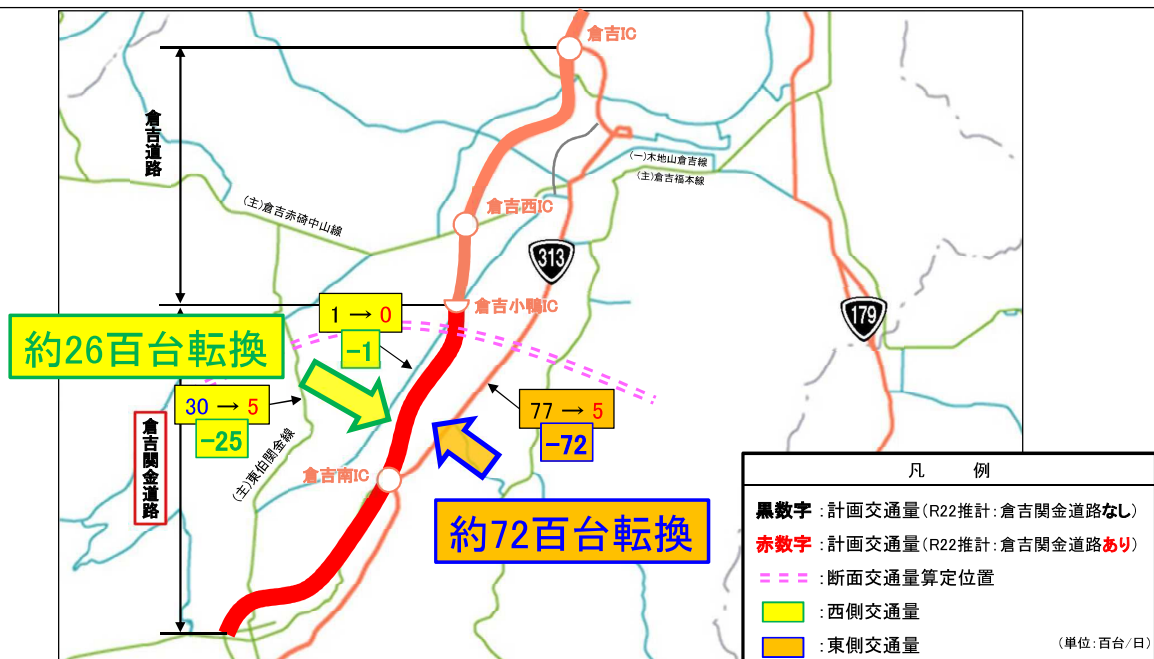 倉吉IC
倉吉道路
(一)木地山倉吉線
(主)倉吉福本線
(主)倉吉赤碕中山線
倉吉西IC
313
179
倉吉小鴨IC
1 → 0
-1
約26百台転換
30 → 5
-25
77 → 5
-72
倉吉関金道路
(主)東伯関金線
倉吉南IC
約72百台転換
凡 例
黒数字:計画交通量(R22推計:倉吉関金道路なし)
赤数字:計画交通量(R22推計:倉吉関金道路あり)
:断面交通量算定位置
:西側交通量
:東側交通量
(単位:百台/日)